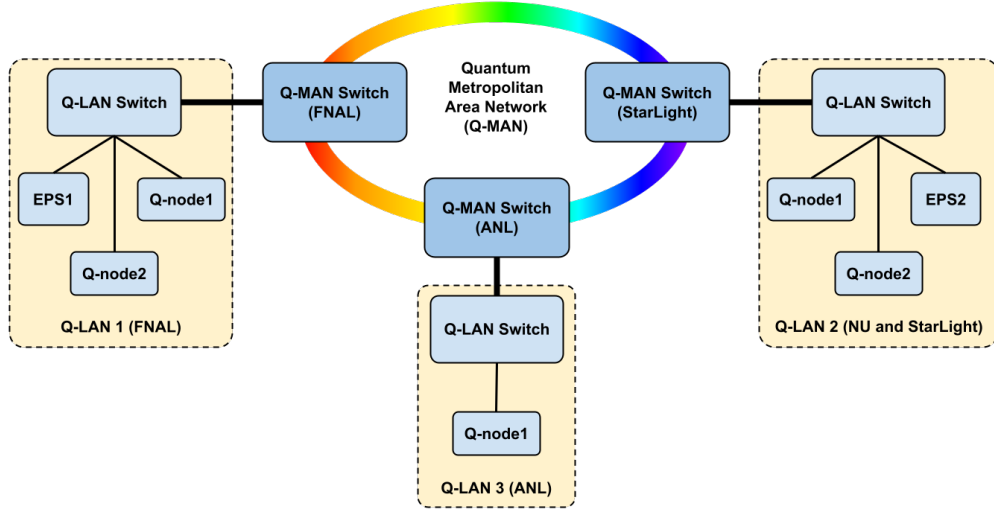 Quantum
Metropolitan
Area Network
(Q-MAN)
Q-LAN Switch
Q-MAN Switch
(FNAL)
Q-MAN Switch
(StarLight)
Q-LAN Switch
EPS1
Q-node1
Q-node2
Q-LAN 1 (FNAL)
Q-MAN Switch
(ANL)
Q-node1
EPS2
Q-node2
Q-LAN 2 (NU and StarLight)
Q-LAN Switch
Q-node1
Q-LAN 3 (ANL)